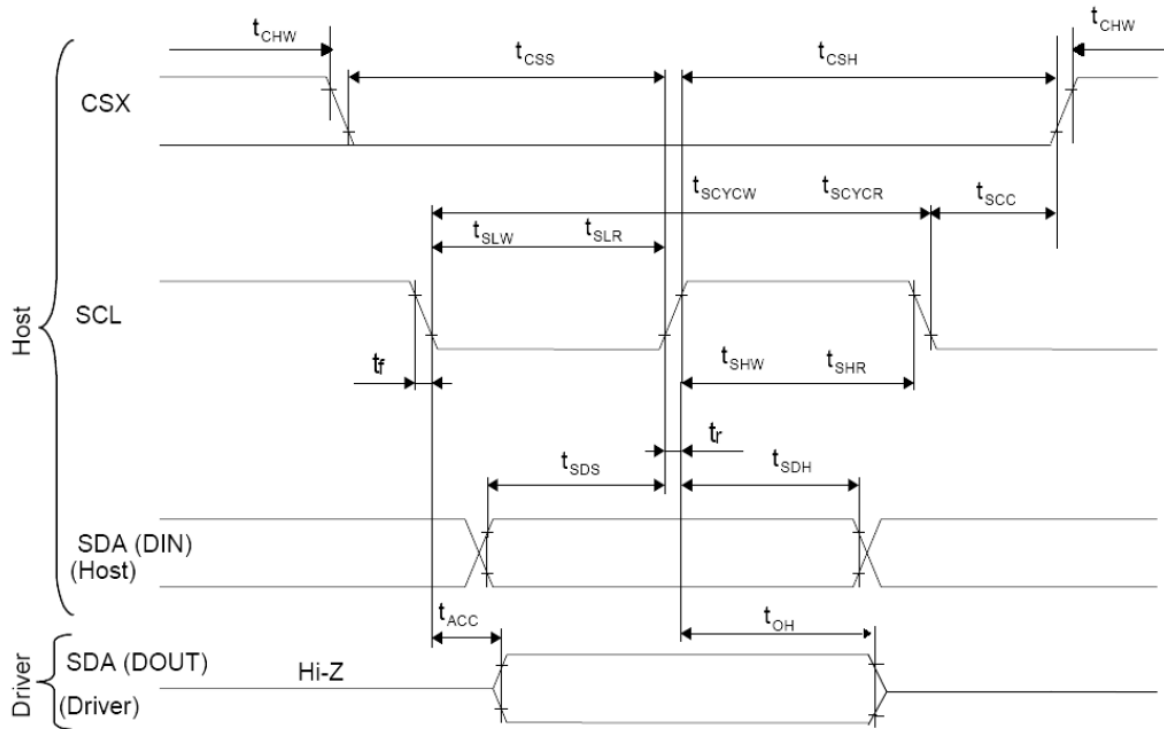 tCHW
tCHW
tCSS
tCSH
CSX
tSCYCW
tSCYCR
tSCC
tSLW
tSLR
Host
SCL
tf
tSHW
tSHR
tr
tSDS
tSDH
SDA (DIN)
(Host)
tACC
tOH
Driver
SDA (DOUT)
Hi-Z
(Driver)